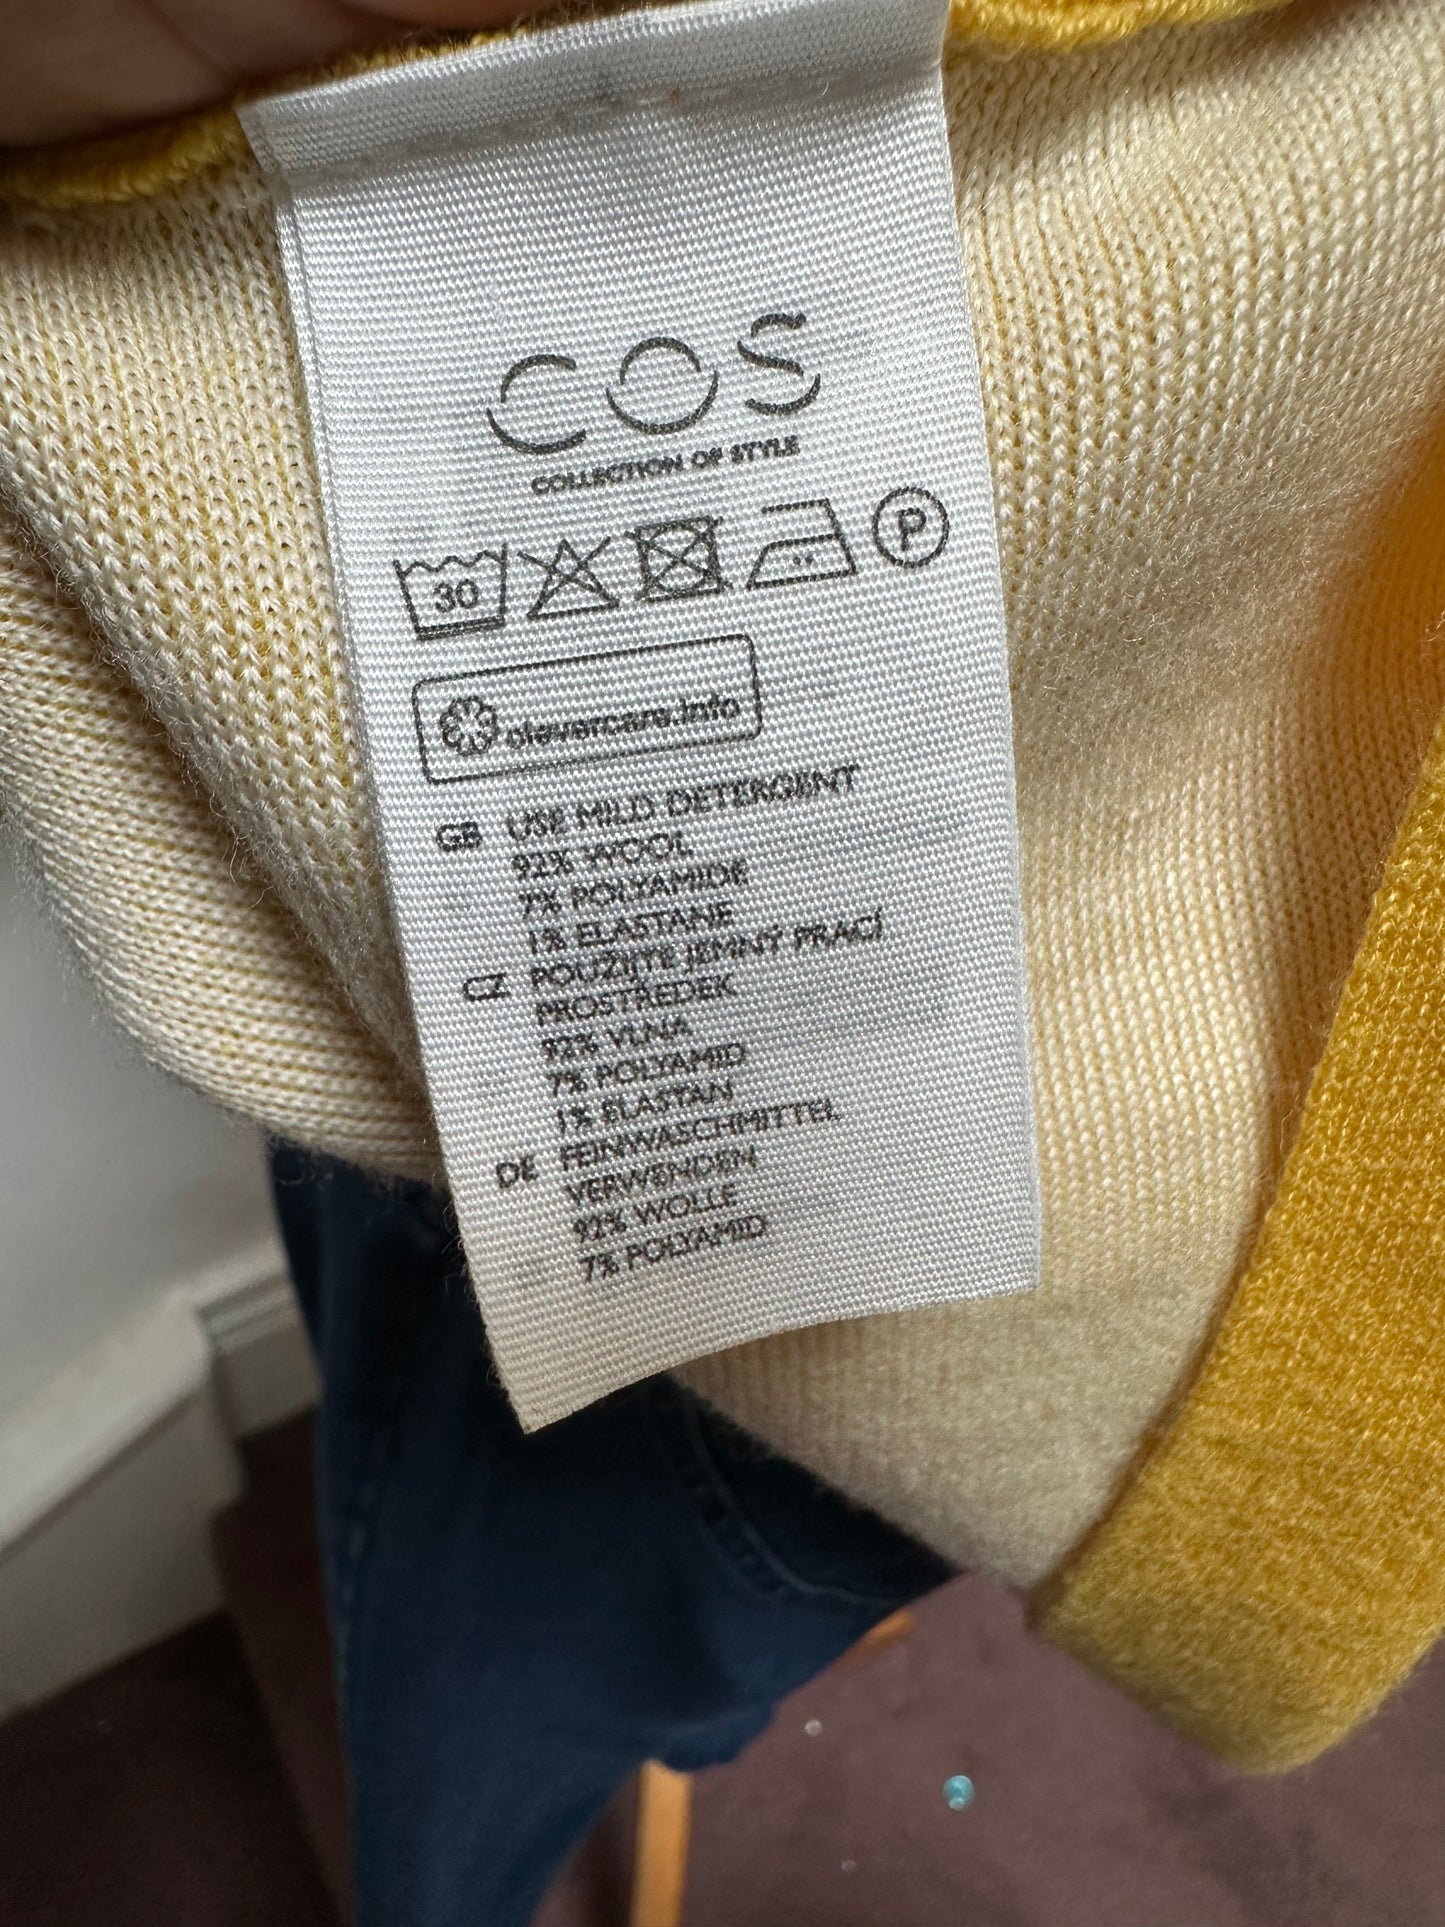 COS
COLLECTION OF STYLE
30
P
clevercare.info
GB USE MILD DETERGENT
92% WOOL
7% POLYAMIDE
1% ELASTANE
CZ POUŽIJTE JEMNÝ PRACÍ
PROSTŘEDEK
92% VLNA
7% POLYAMID
1% ELASTAN
DE FEINWASCHMITTEL
VERWENDEN
92% WOLLE
7% POLYAMID